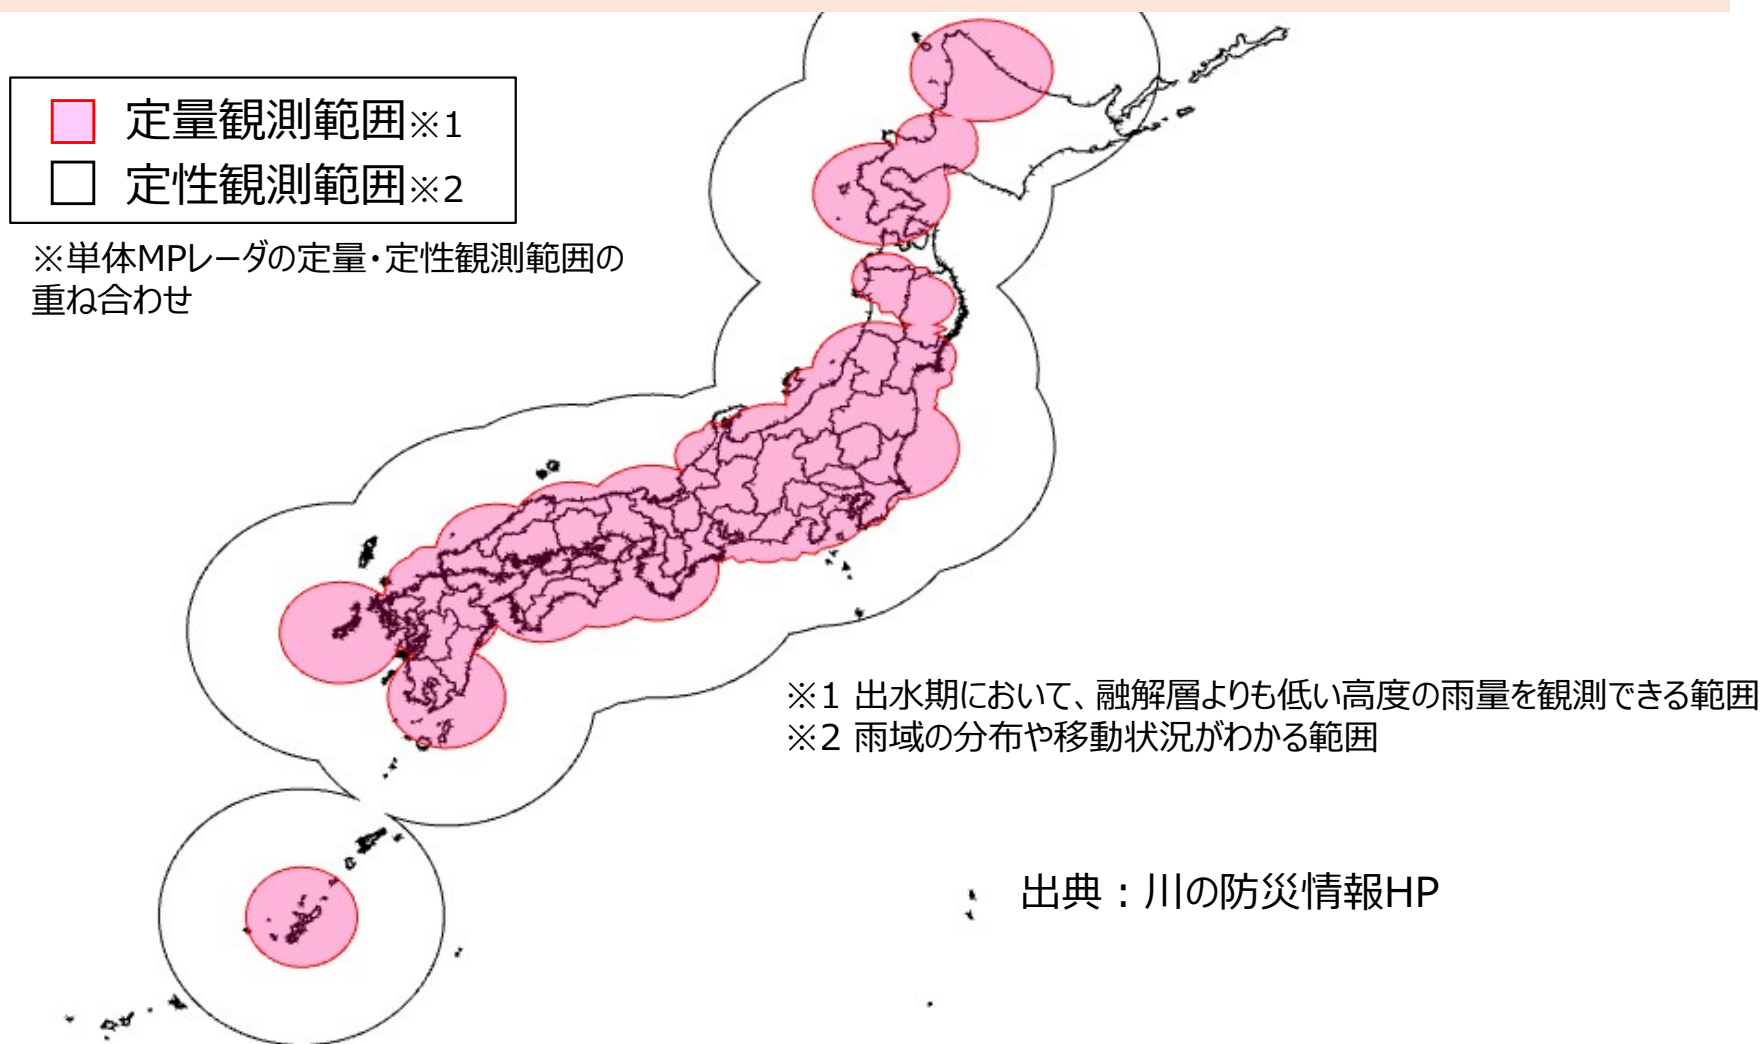 定量観測範囲※1
定性観測範囲※2
※単体MPレーダの定量・定性観測範囲の
重ね合わせ
※1 出水期において、融解層よりも低い高度の雨量を観測できる範囲
※2 雨域の分布や移動状況がわかる範囲
出典：川の防災情報HP